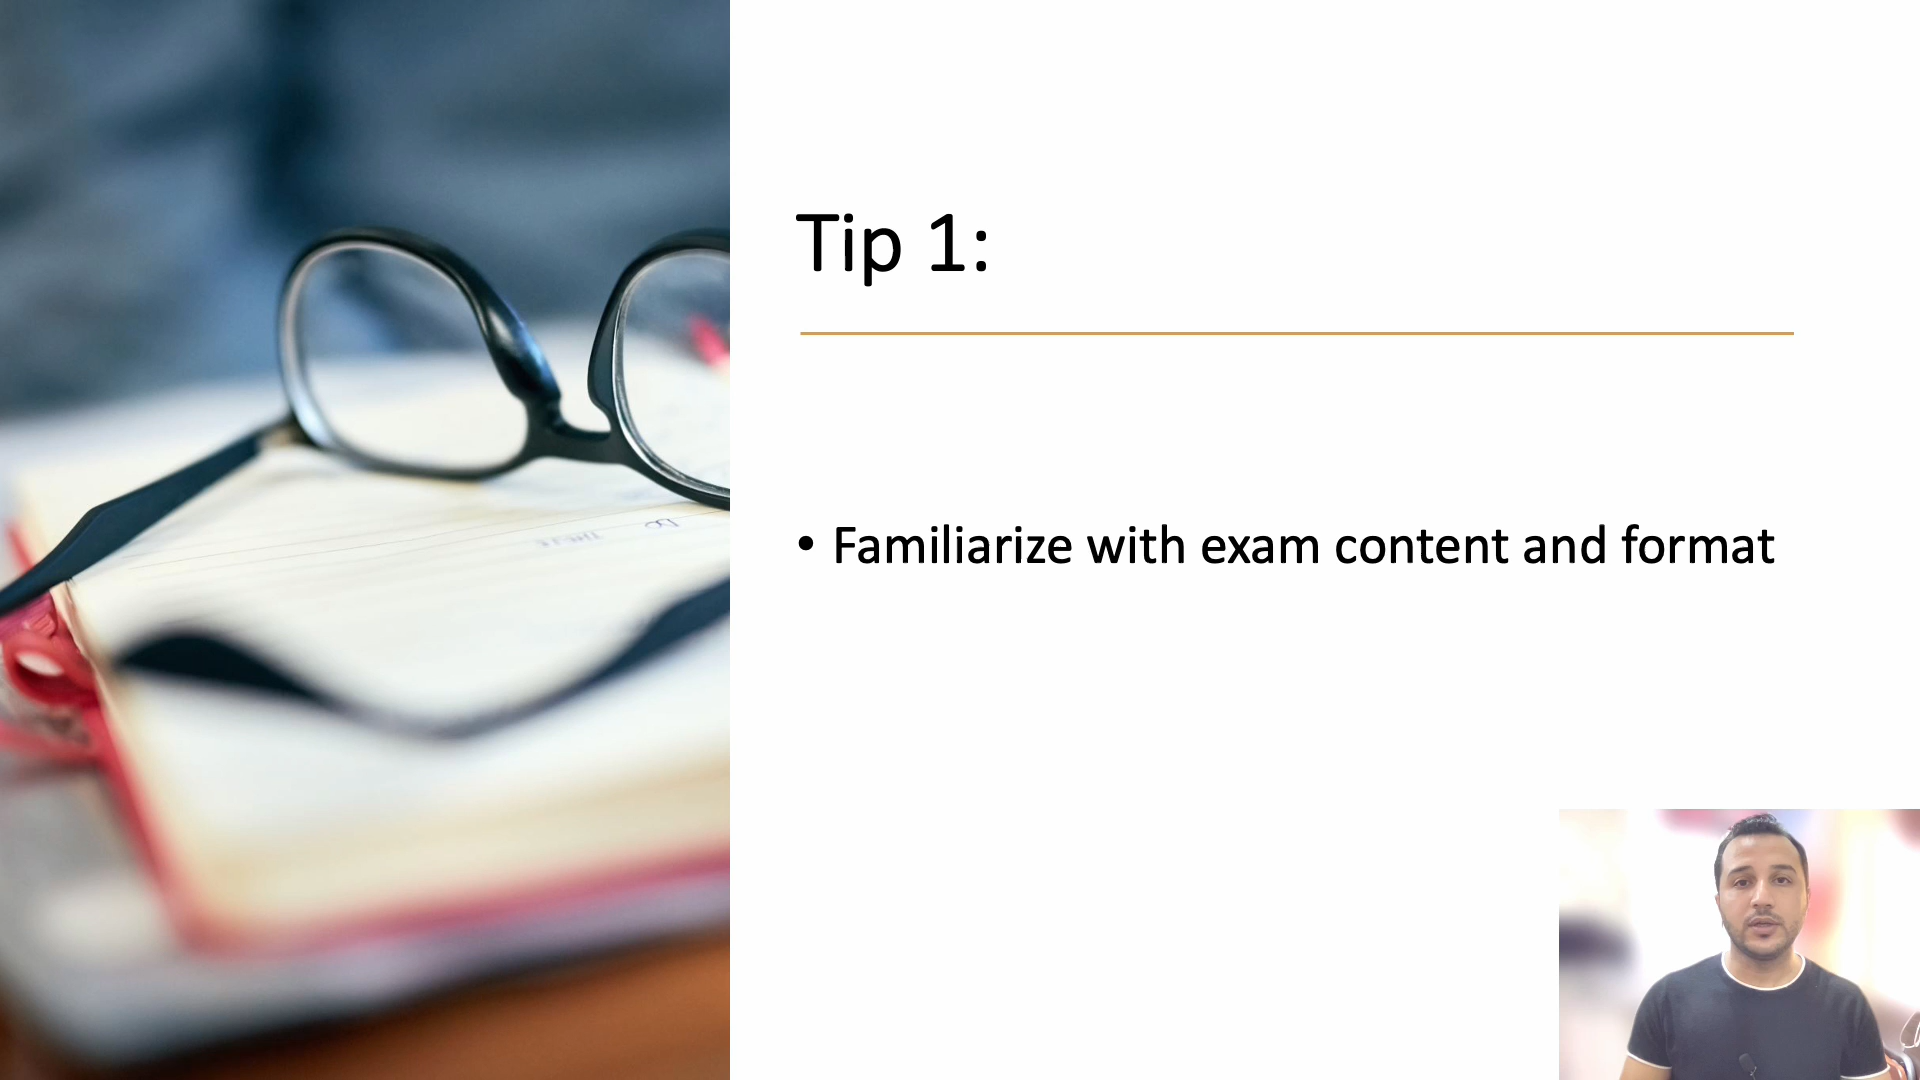 Tip 1:
• Familiarize with exam content and format